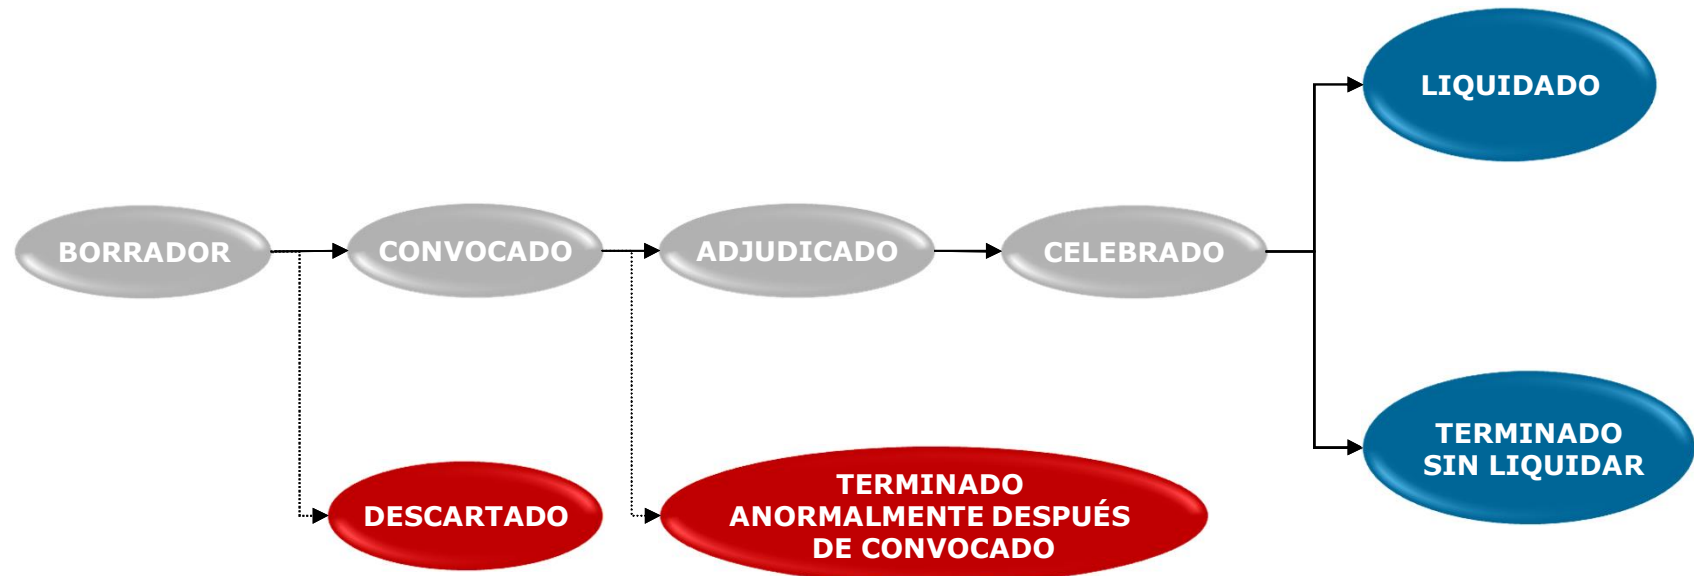 LIQUIDADO
BORRADOR
CONVOCADO
ADJUDICADO
CELEBRADO
TERMINADO
SIN LIQUIDAR
DESCARTADO
TERMINADO
ANORMALMENTE DESPUÉS
DE CONVOCADO